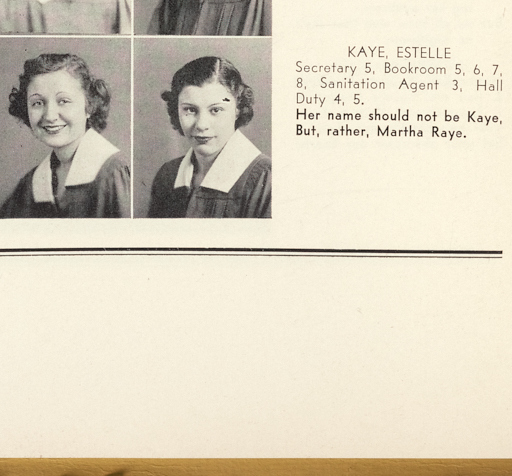 KAYE, ESTELLE
Secretary 5, Bookroom 5, 6, 7,
8, Sanitation Agent 3, Hall
Duty 4, 5.
Her name should not be Kaye,
But, rather, Martha Raye.